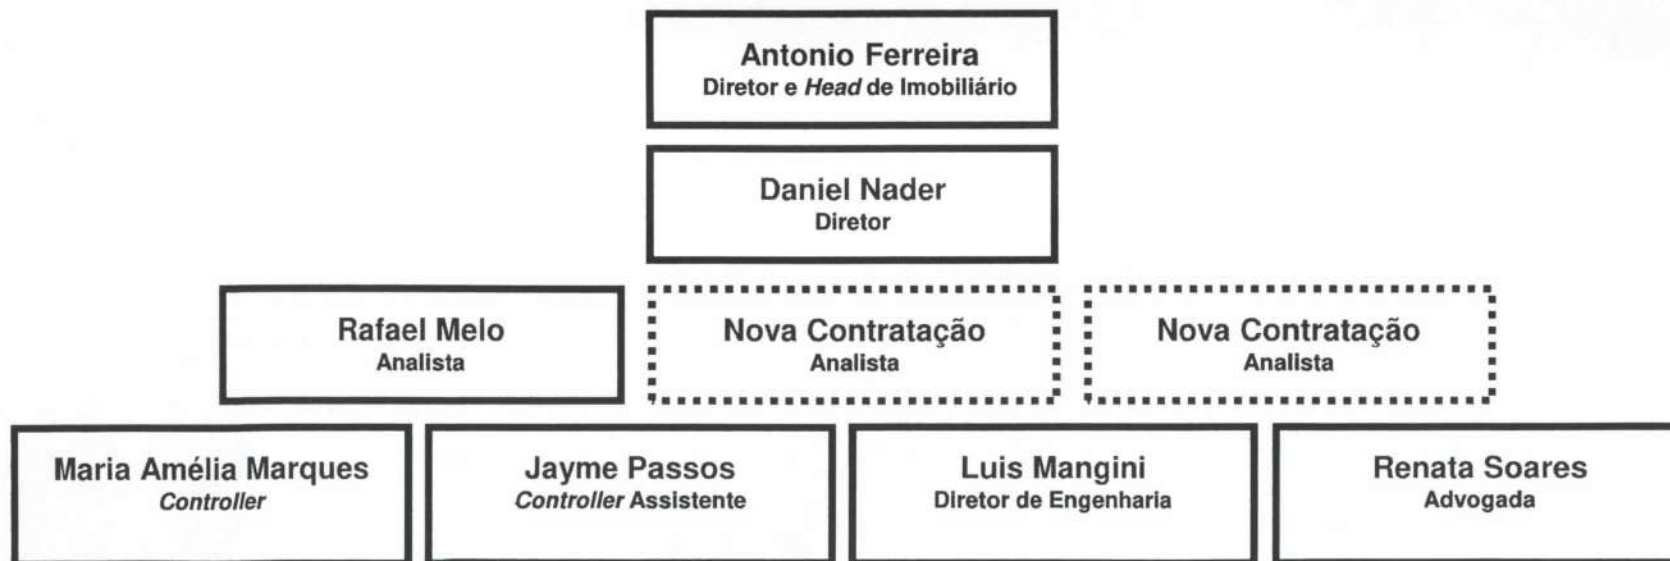 Antonio Ferreira
Diretor e Head de Imobiliário
Daniel Nader
Diretor
Rafael Melo
Analista
Nova Contratação
Analista
Nova Contratação
Analista
Maria Amélia Marques
Controller
Jayme Passos
Controller Assistente
Luis Mangini
Diretor de Engenharia
Renata Soares
Advogada